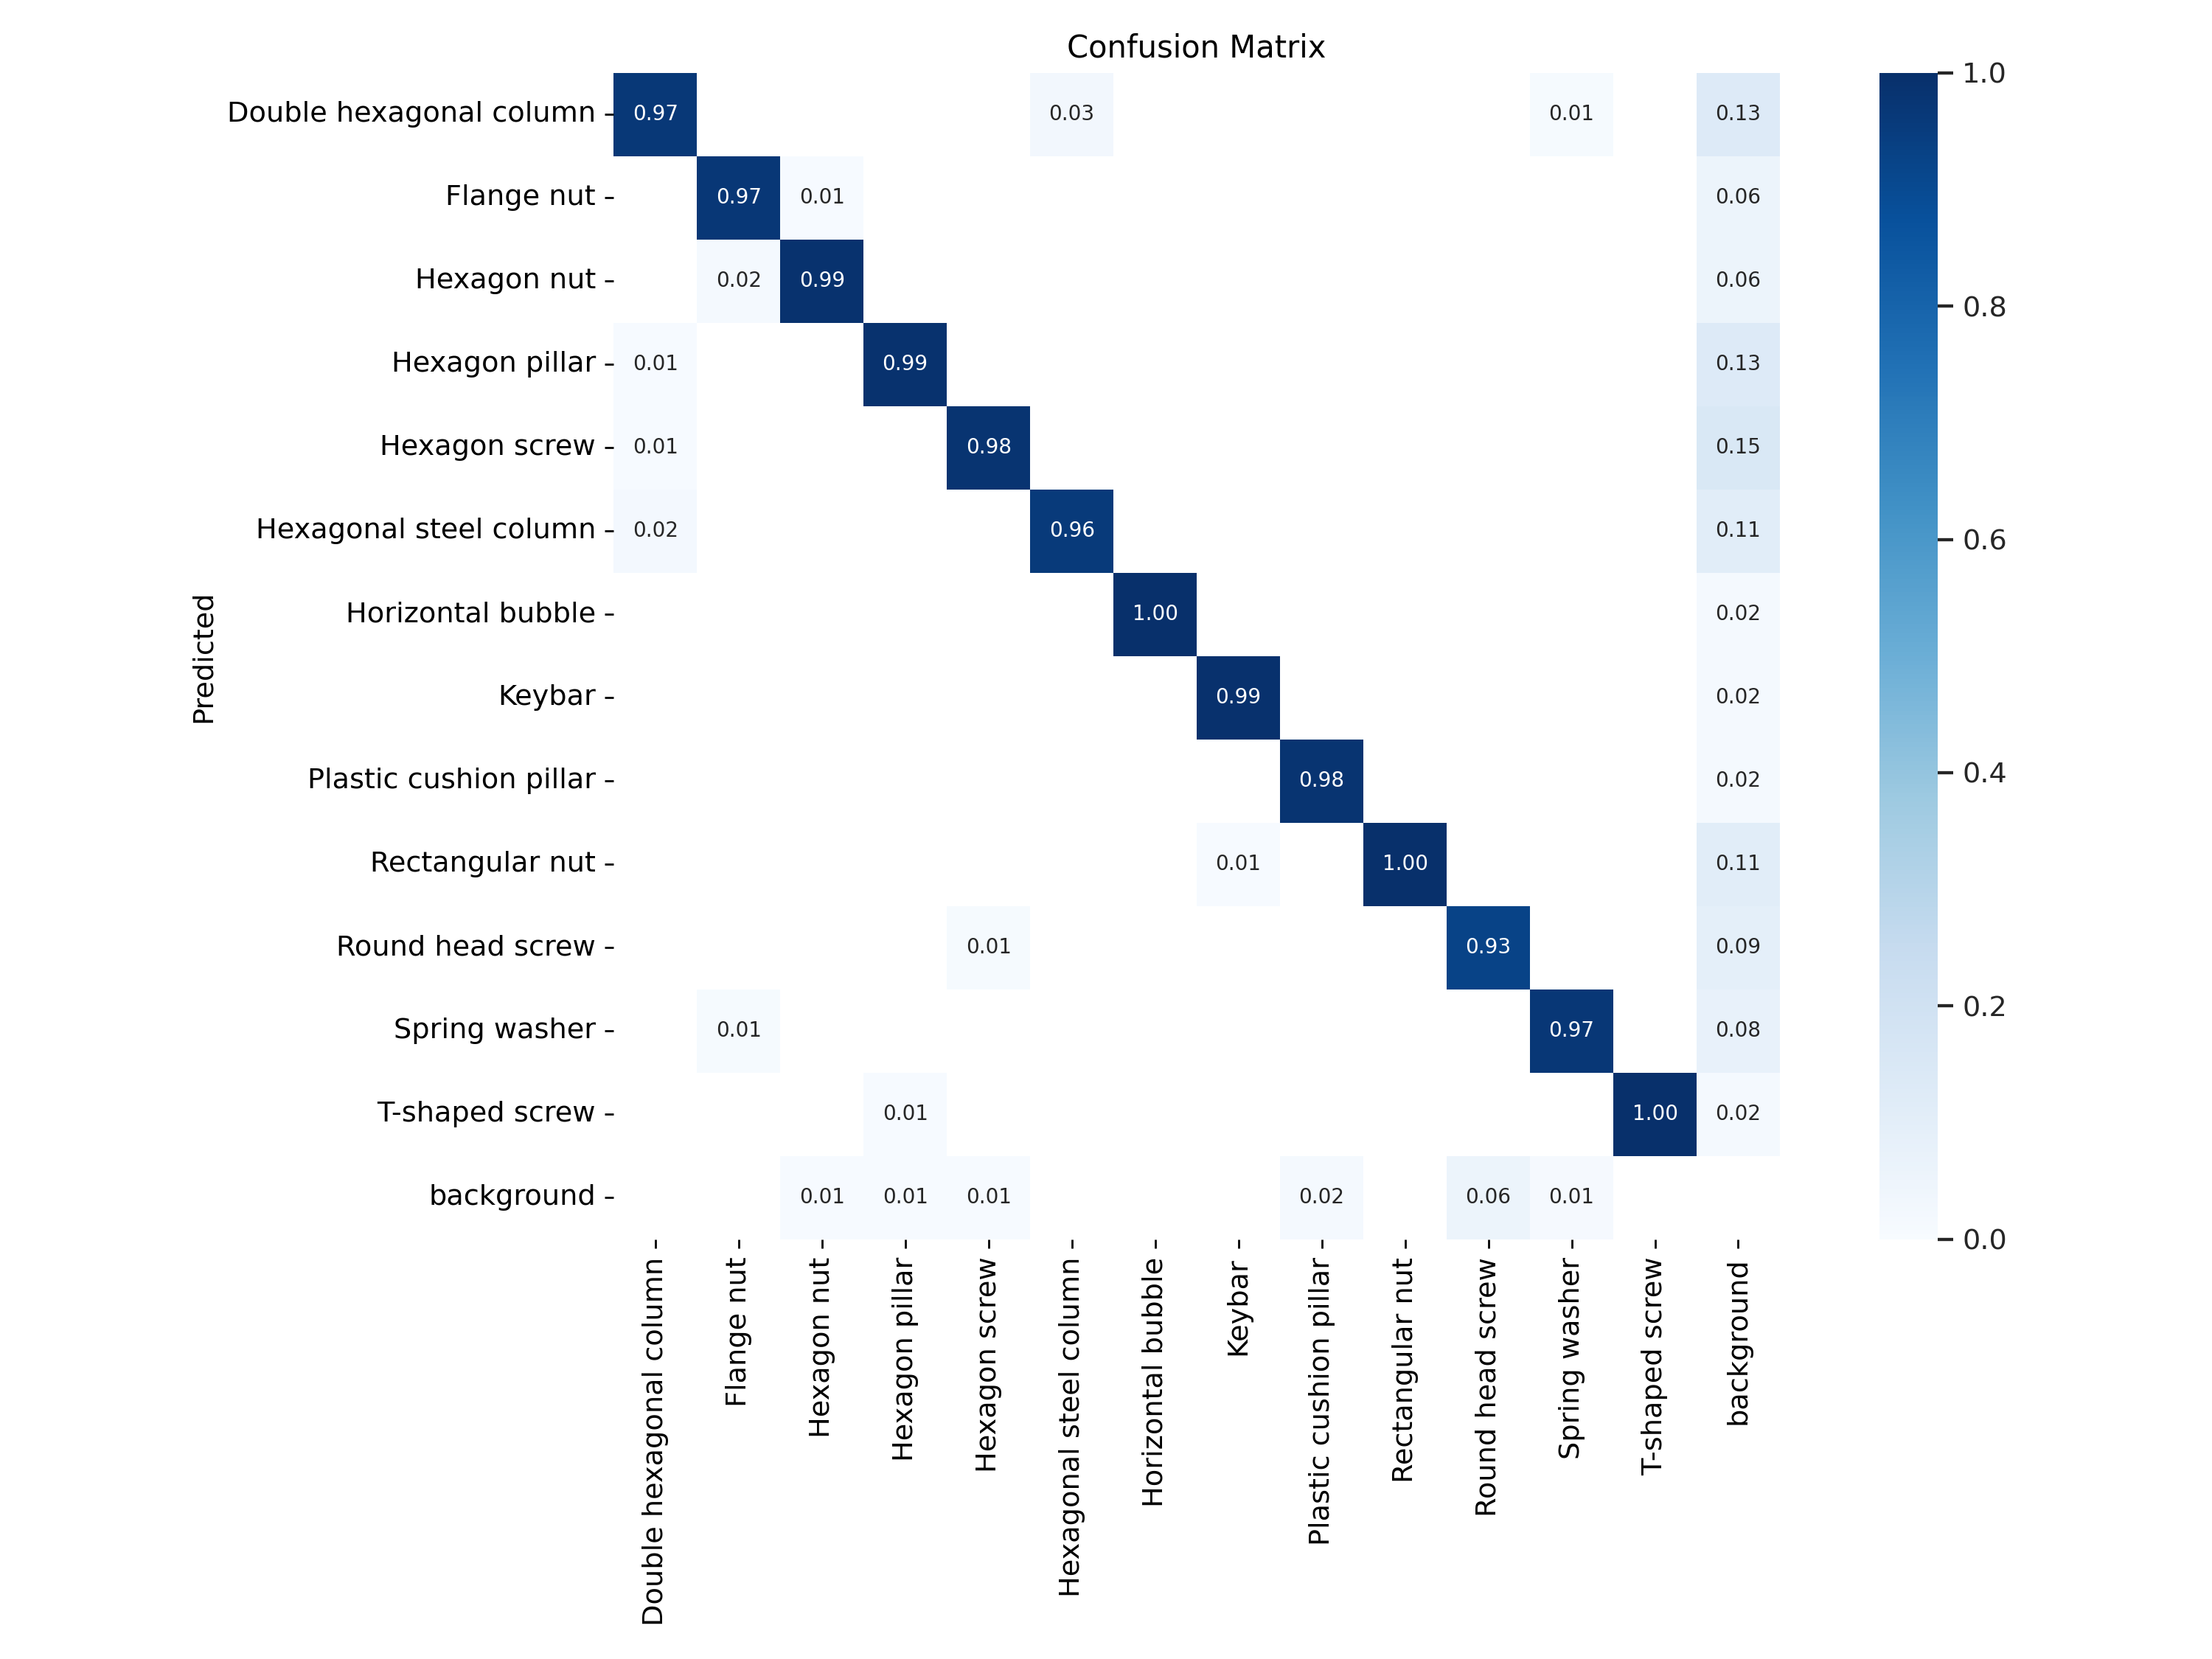 Confusion Matrix
Double hexagonal column 0.97 0.03 0.01 0.13
Flange nut 0.97 0.01 0.06
Hexagon nut 0.02 0.99 0.06
Hexagon pillar 0.01 0.99 0.13
Hexagon screw 0.01 0.98 0.15
Hexagonal steel column 0.02 0.96 0.11
Horizontal bubble 1.00 0.02
Keybar 0.99 0.02
Plastic cushion pillar 0.98 0.02
Rectangular nut 0.01 1.00 0.11
Round head screw 0.01 0.93 0.09
Spring washer 0.01 0.97 0.08
T-shaped screw 0.01 1.00 0.02
background 0.01 0.01 0.01 0.02 0.06 0.01
Predicted
Double hexagonal column
Flange nut
Hexagon nut
Hexagon pillar
Hexagon screw
Hexagonal steel column
Horizontal bubble
Keybar
Plastic cushion pillar
Rectangular nut
Round head screw
Spring washer
T-shaped screw
background
1.0
0.8
0.6
0.4
0.2
0.0